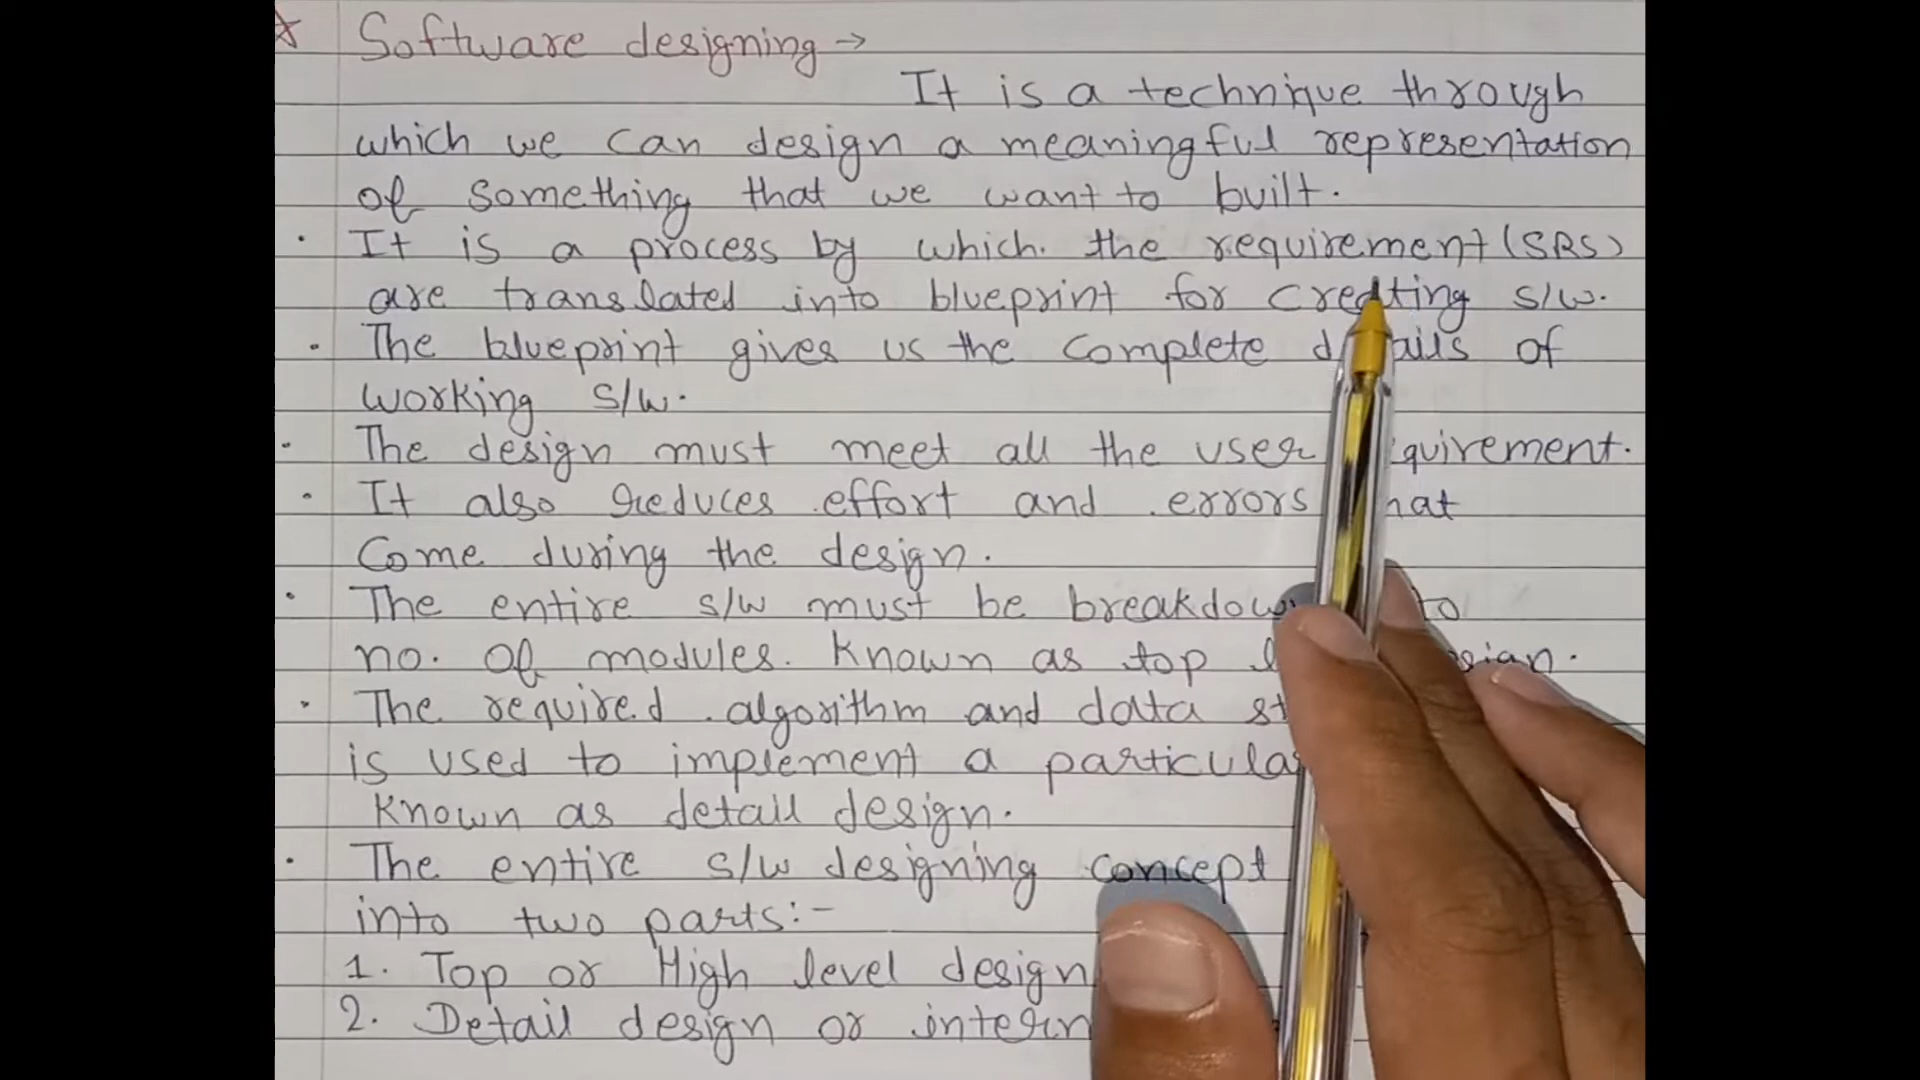 Software designing →
It is a technique through
which we can design a meaningful representation
of something that we want to built.
· It is a process by which. the requirement (SRS)
are translated into blueprint for creating s/w.
· The blueprint gives us the complete details of
working s/w.
· The design must meet all the user
· It also reduces effort and errors
Come during the design.
· The entire s/w must be
no. of modules. Known as top
· The required algorithm and data
is used to implement a
Known as detail design.
· The entire s/w designing concept
into two parts:-
1. Top or High level design
2. Detail design or